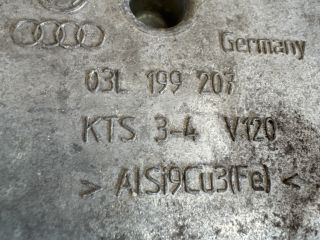 Germany
03L 199 207
KTS 3-4 V120
> AlSi9Cu3(Fe) <